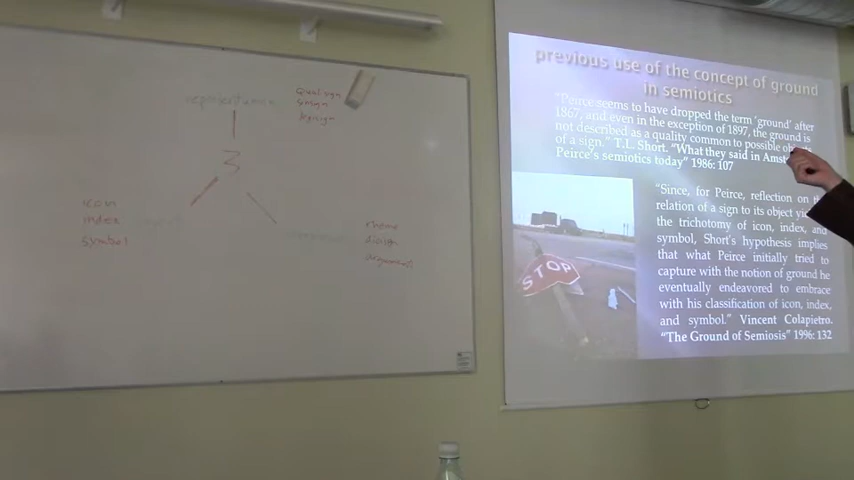 representamen
Qualisign
Sinsign
legisign
3
icon
index
symbol
rheme
dicisign
argument
previous use of the concept of ground
in semiotics
"Peirce seems to have dropped the term 'ground' after
1867, and even in the exception of 1897, the ground is
not described as a quality common to possible
of a sign." T.L. Short. "What they said in
Peirce's semiotics today" 1986: 107
STOP
"Since, for Peirce, reflection on
relation of a sign to its object
the trichotomy of icon, index, and
symbol, Short's hypothesis implies
that what Peirce initially tried to
capture with the notion of ground he
eventually endeavored to embrace
with his classification of icon, index,
and symbol." Vincent Colapietro.
"The Ground of Semiosis" 1996: 132